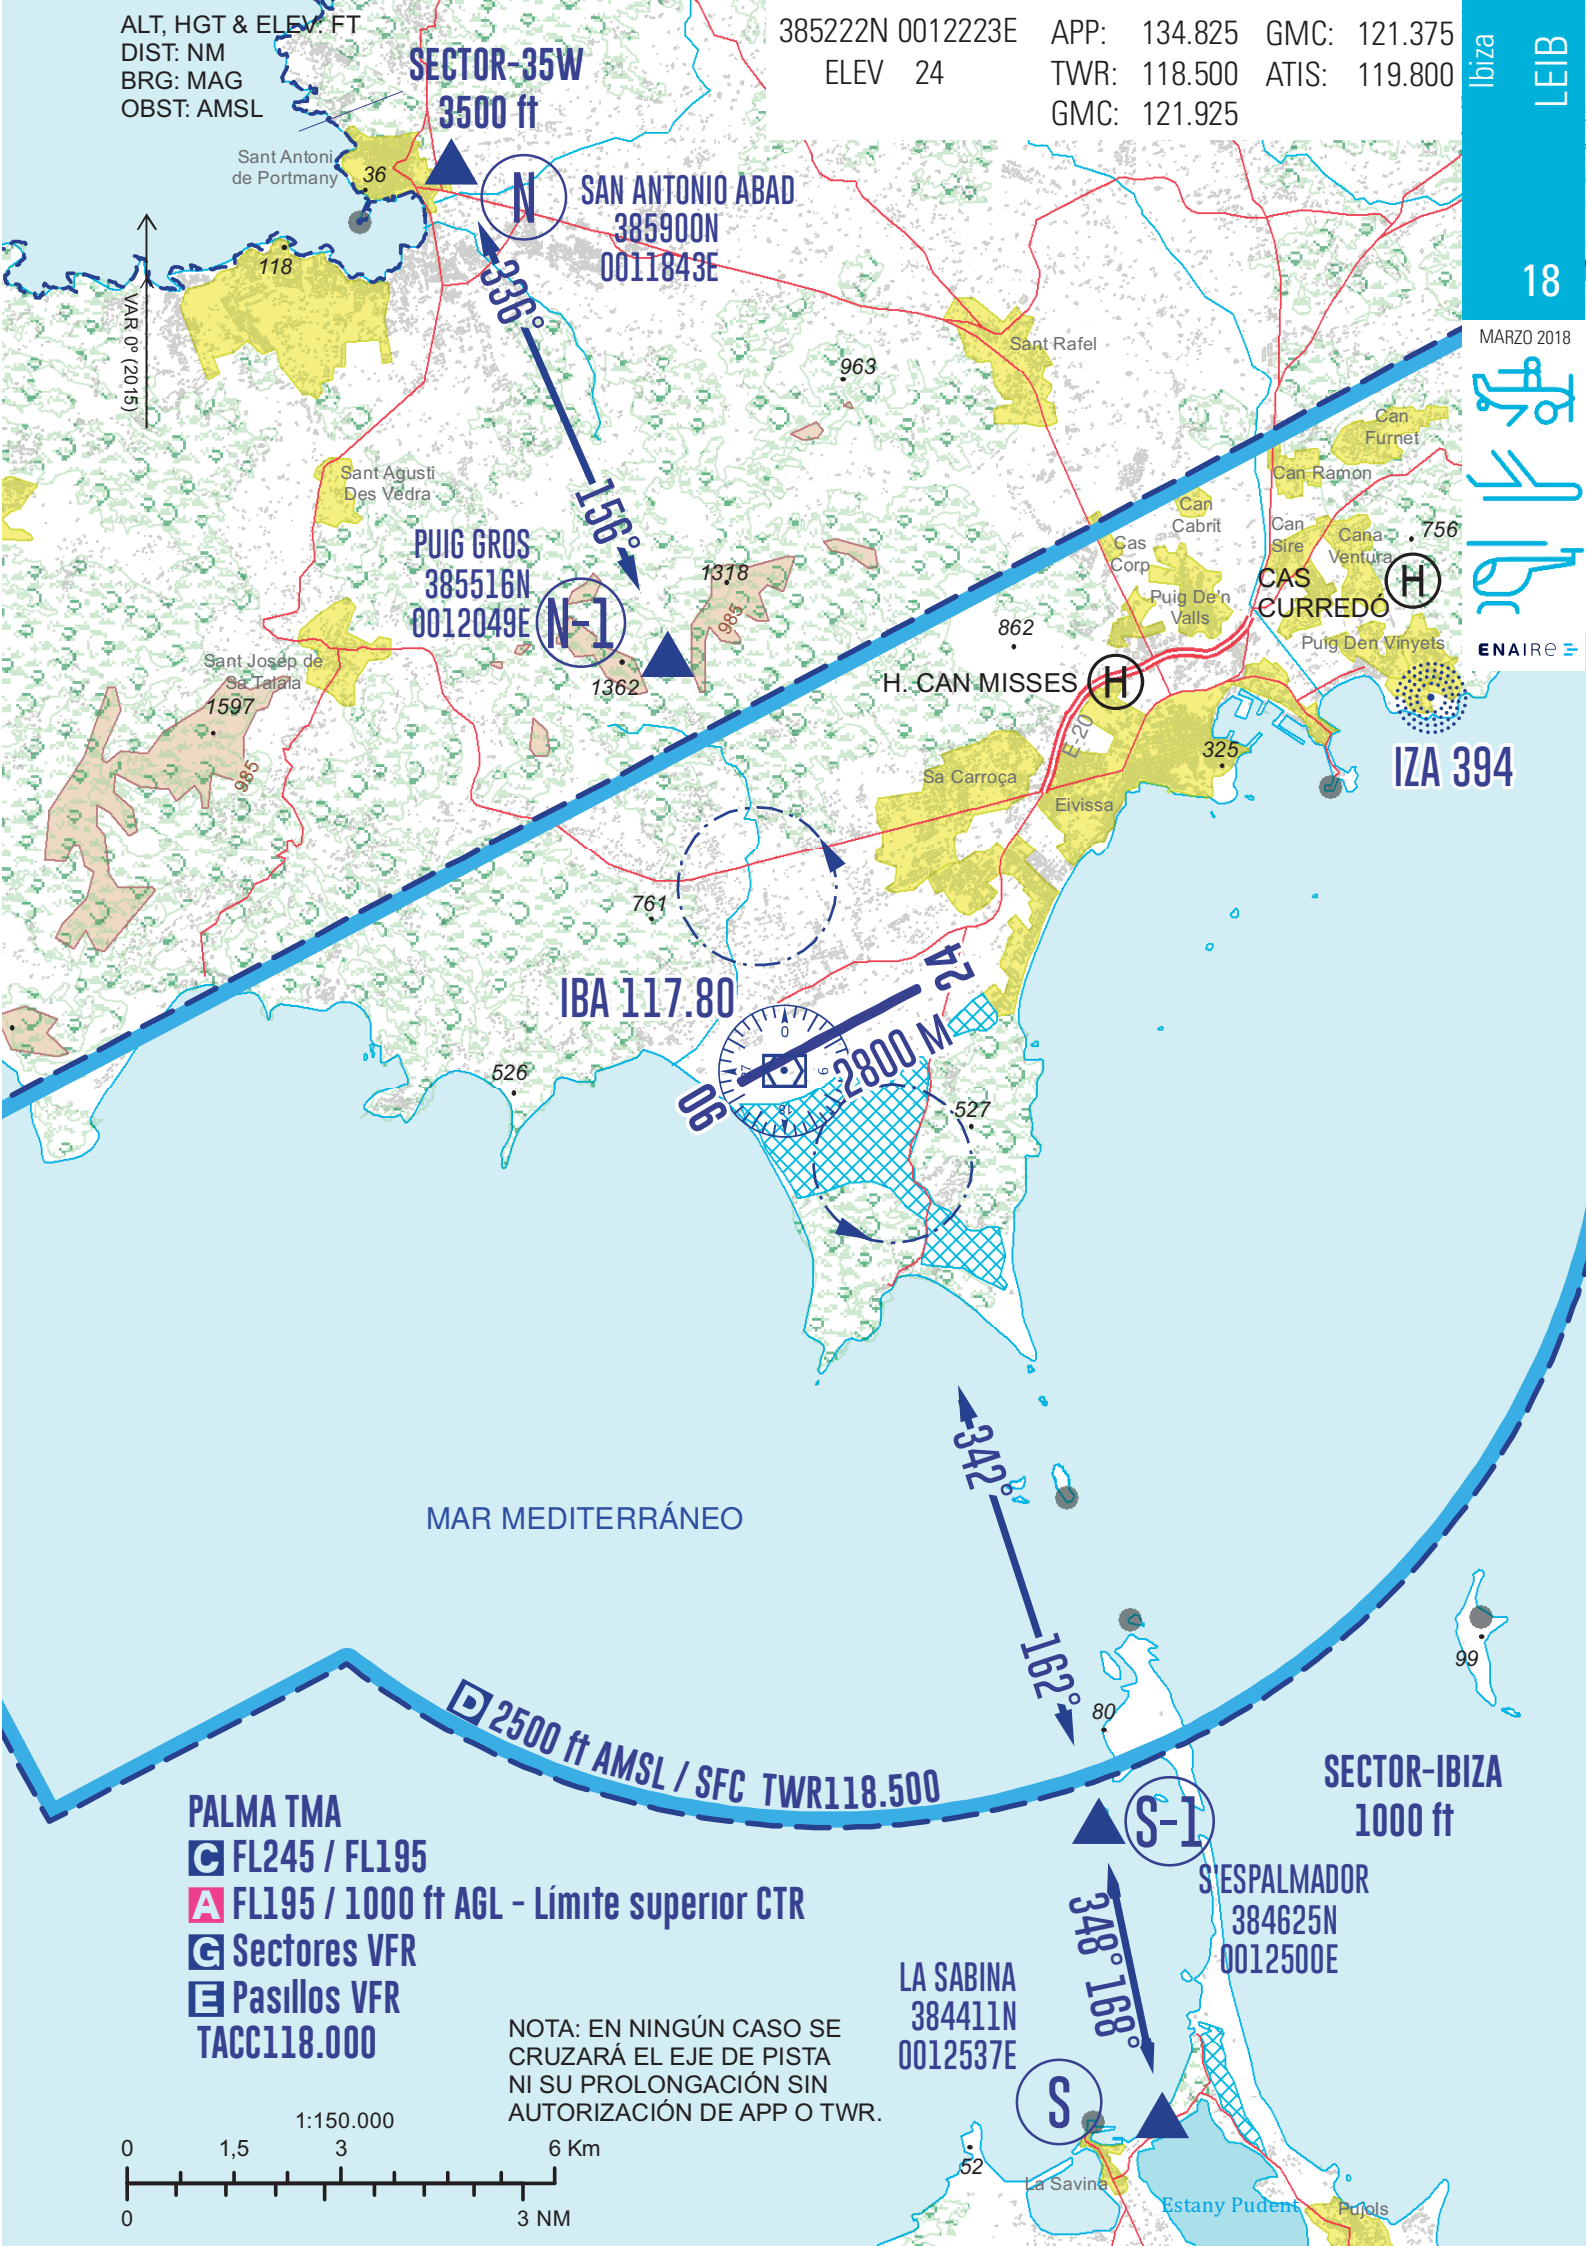 ALT, HGT & ELEV: FT
DIST: NM
BRG: MAG
OBST: AMSL
385222N 0012223E
ELEV 24
APP: 134.825 GMC: 121.375
TWR: 118.500 ATIS: 119.800
GMC: 121.925
Ibiza
LEIB
18
MARZO 2018
ENAIRe
SECTOR-35W
3500 ft
Sant Antoni
de Portmany
36
N
SAN ANTONIO ABAD
385900N
0011843E
118
VAR 0° (2015)
336°
156°
963
Sant Rafel
Can
Furnet
Can Ramon
Sant Agusti
Des Vedra
Can
Cabrit
Can
Sire
Cana
Ventura
756
Cas
Corp
PUIG GROS
385516N
0012049E
N-1
1318
985
CAS
CURREDÓ
H
Puig De'n
Valls
862
Puig Den Vinyets
Sant Josep de
Sa Talaia
1597
985
1362
H. CAN MISSES
H
E-20
325
IZA 394
Sa Carroça
Eivissa
761
IBA 117.80
24
2800 M
06
0
9
18
27
526
527
342°
162°
MAR MEDITERRÁNEO
99
80
D 2500 ft AMSL / SFC TWR118.500
SECTOR-IBIZA
1000 ft
S-1
S'ESPALMADOR
384625N
0012500E
PALMA TMA
C FL245 / FL195
A FL195 / 1000 ft AGL - Límite superior CTR
G Sectores VFR
E Pasillos VFR
TACC118.000
348°
168°
LA SABINA
384411N
0012537E
S
NOTA: EN NINGÚN CASO SE
CRUZARÁ EL EJE DE PISTA
NI SU PROLONGACIÓN SIN
AUTORIZACIÓN DE APP O TWR.
1:150.000
0 1,5 3 6 Km
0 3 NM
52
La Savina
Estany Pudent
Pujols